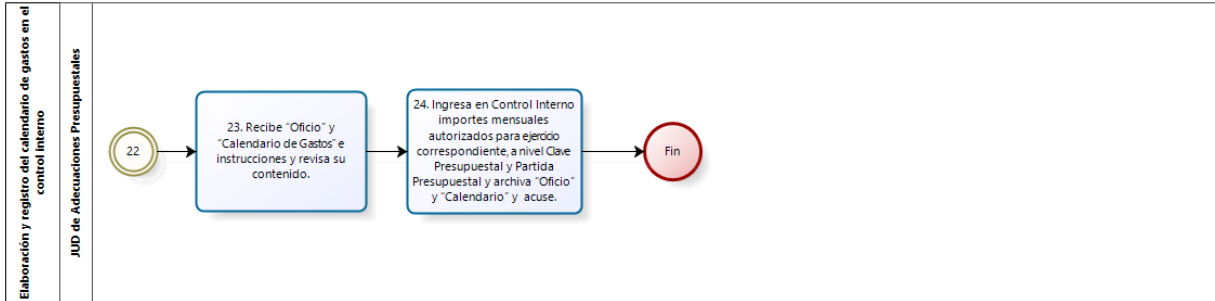 Elaboración y registro del calendario de gastos en el
control interno
JUD de Adecuaciones Presupuestales
22
23. Recibe “Oficio” y
“Calendario de Gastos” e
instrucciones y revisa su
contenido.
24. Ingresa en Control Interno
importes mensuales
autorizados para ejercicio
correspondiente, a nivel Clave
Presupuestal y Partida
Presupuestal y archiva “Oficio”
y “Calendario” y acuse.
Fin